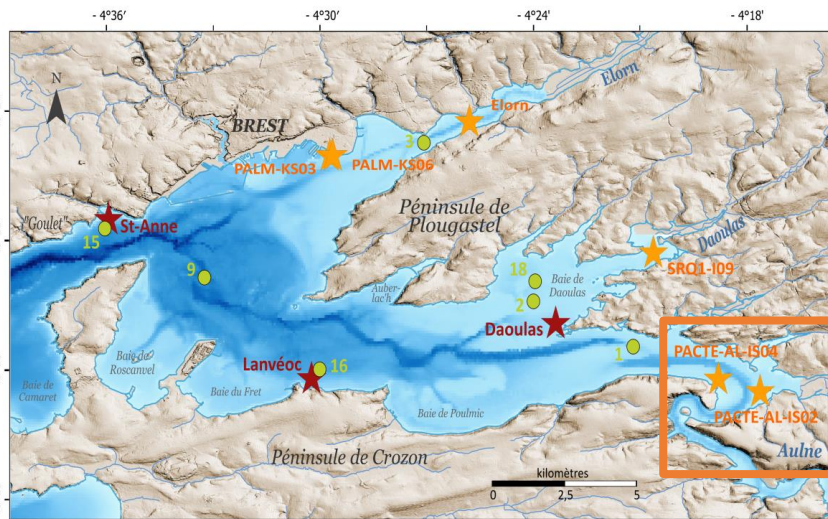 - 4°36'
- 4°30'
- 4°24'
- 4°18'
N
Elorn
Elorn
BREST
3
PALM-KS03
PALM-KS06
Péninsule de
Plougastel
Daoulas
"Goulet"
St-Anne
15
9
18
Baie de
Daoulas
SRQ1-I09
Auber-
lac'h
2
Daoulas
1
PACTE-AL-IS04
Baie du
Roscanvel
Lanvéoc
16
Baie de
Camaret
Baie du Fret
Baie de Poulmic
PACTE-AL-IS02
Aulne
Péninsule de Crozon
kilomètres
0
2,5
5